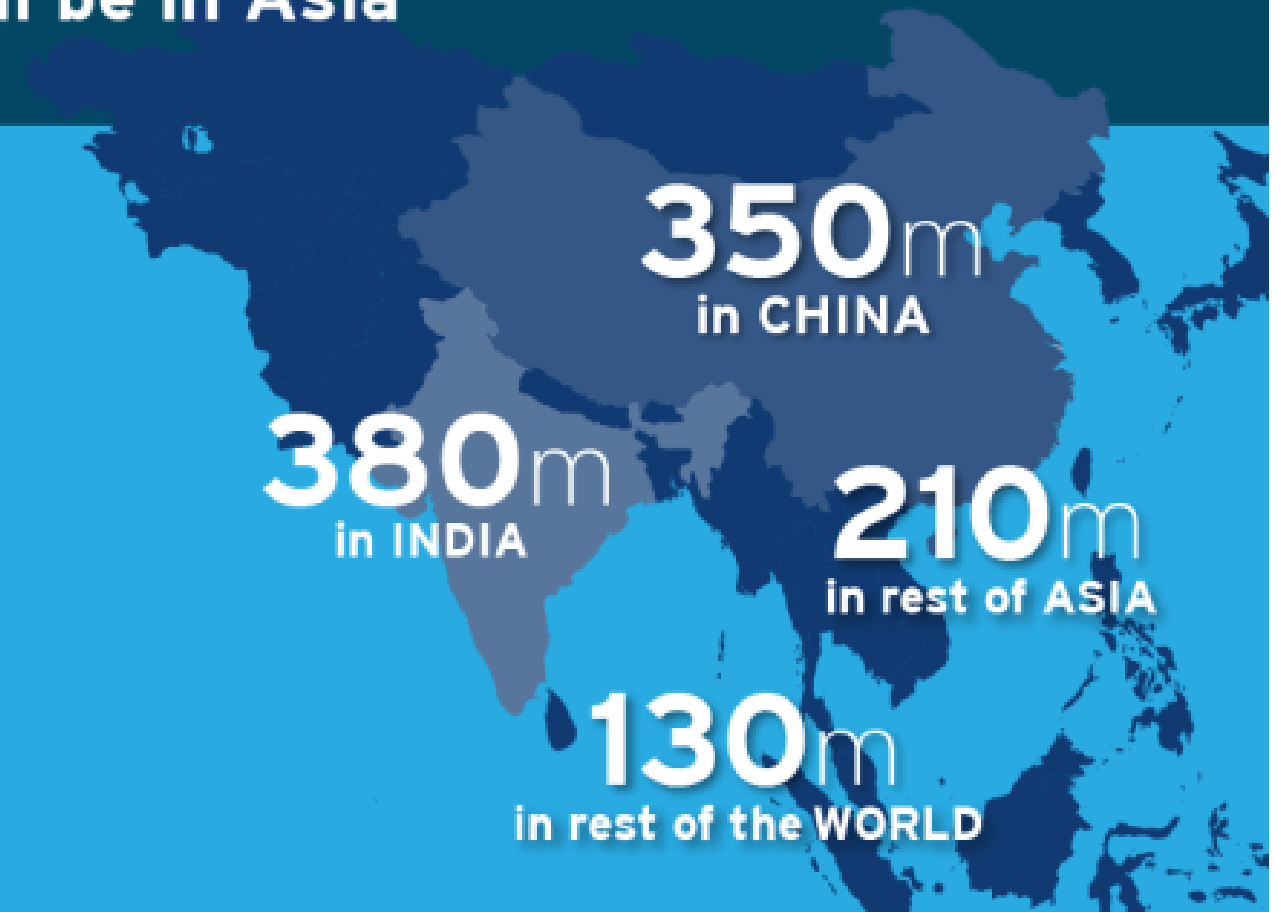 be in Asia
350m
in CHINA
380m
in INDIA
210m
in rest of ASIA
130m
in rest of the WORLD